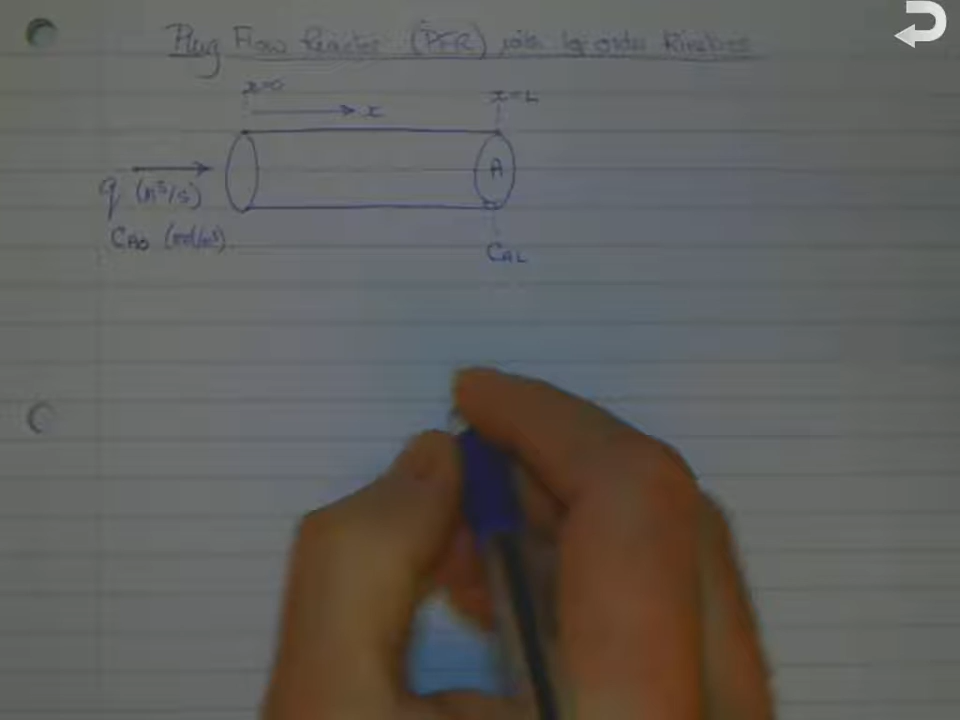 Plug Flow Reactor (PFR) with 1st order Kinetics
x=0
x=L
x
A
q (m³/s)
CA0 (mol/m³)
CAL